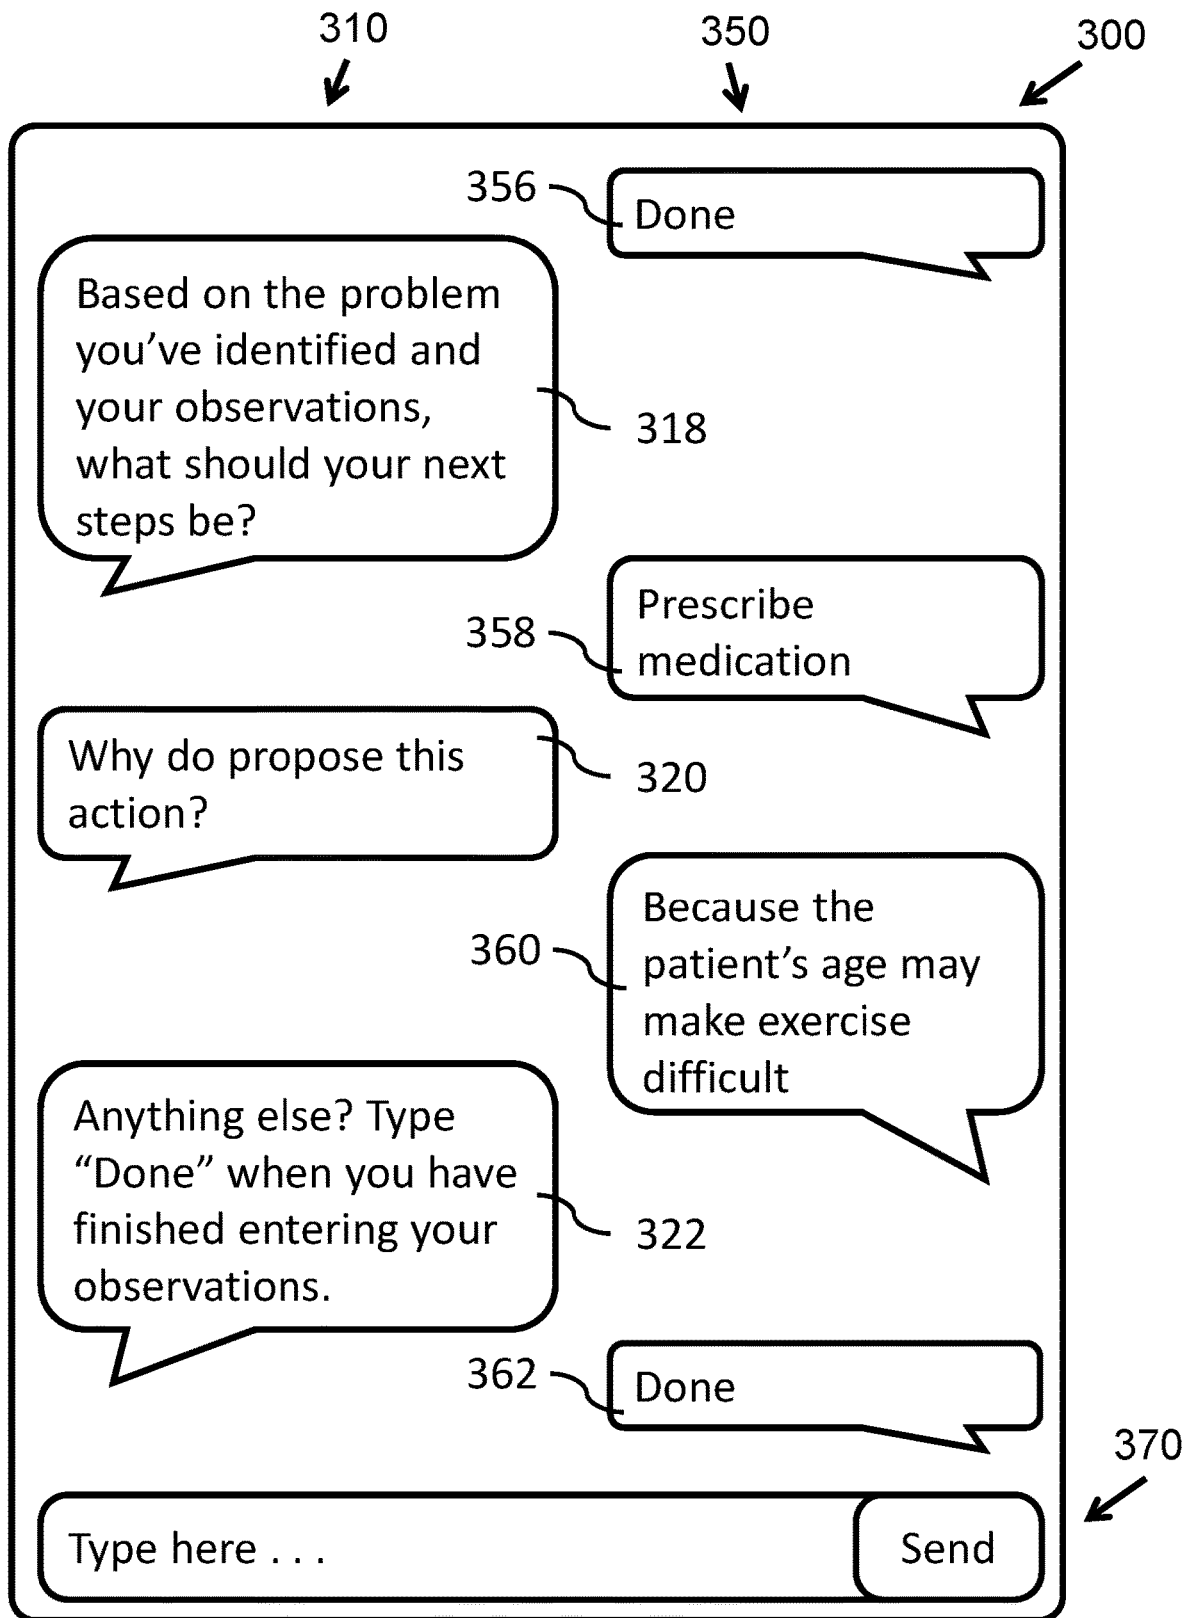 310
350
300
356
Done
Based on the problem
you’ve identified and
your observations,
what should your next
steps be?
318
358
Prescribe
medication
Why do propose this
action?
320
360
Because the
patient’s age may
make exercise
difficult
Anything else? Type
“Done” when you have
finished entering your
observations.
322
362
Done
370
Type here . . .
Send